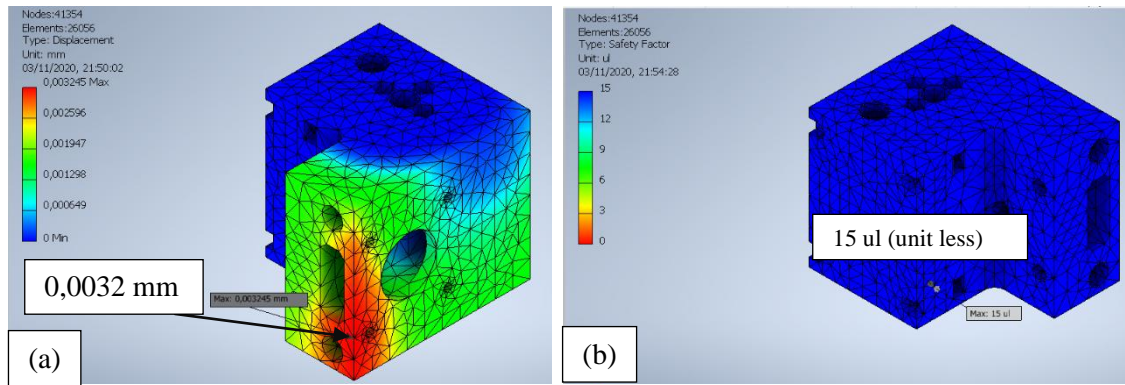 Nodes:41354
Elements:26056
Type: Displacement
Unit: mm
03/11/2020, 21:50:02
0,003245 Max
0,002596
0,001947
0,001298
0,000649
0 Min
Max: 0,003245 mm
0,0032 mm
(a)
Nodes:41354
Elements:26056
Type: Safety Factor
Unit: ul
03/11/2020, 21:54:28
15
12
9
6
3
0
15 ul (unit less)
Max: 15 ul
(b)